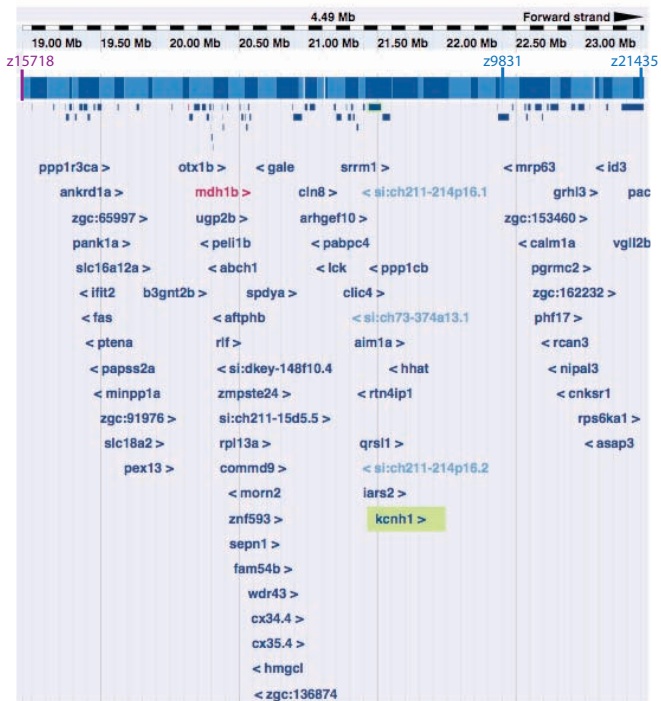 4.49 Mb Forward strand
19.00 Mb 19.50 Mb 20.00 Mb 20.50 Mb 21.00 Mb 21.50 Mb 22.00 Mb 22.50 Mb 23.00 Mb
z15718 z9831 z21435
ppp1r3ca > otx1b > < gale srrm1 > < mrp63 < id3
ankrd1a > mdh1b > cln8 > < si:ch211-214p16.1 grhl3 > pac
zgc:65997 > ugp2b > arhgef10 > zgc:153460 >
pank1a > < peli1b < pabpc4 < calm1a vgll2b
slc16a12a > < abch1 < lck < ppp1cb pgrmc2 >
< ifit2 b3gnt2b > spdya > clic4 > zgc:162232 >
< fas < aftphb < si:ch73-374a13.1 phf17 >
< ptena rlf > aim1a > < rcan3
< papss2a < si:dkey-148f10.4 < hhat < nipal3
< minpp1a zmpste24 > < rtn4ip1 < cnksr1
zgc:91976 > si:ch211-15d5.5 > rps6ka1 >
slc18a2 > rpl13a > qrsl1 > < asap3
pex13 > commd9 > < si:ch211-214p16.2
< morn2 iars2 >
znf593 > kcnh1 >
sepn1 >
fam54b >
wdr43 >
cx34.4 >
cx35.4 >
< hmgcl
< zgc:136874